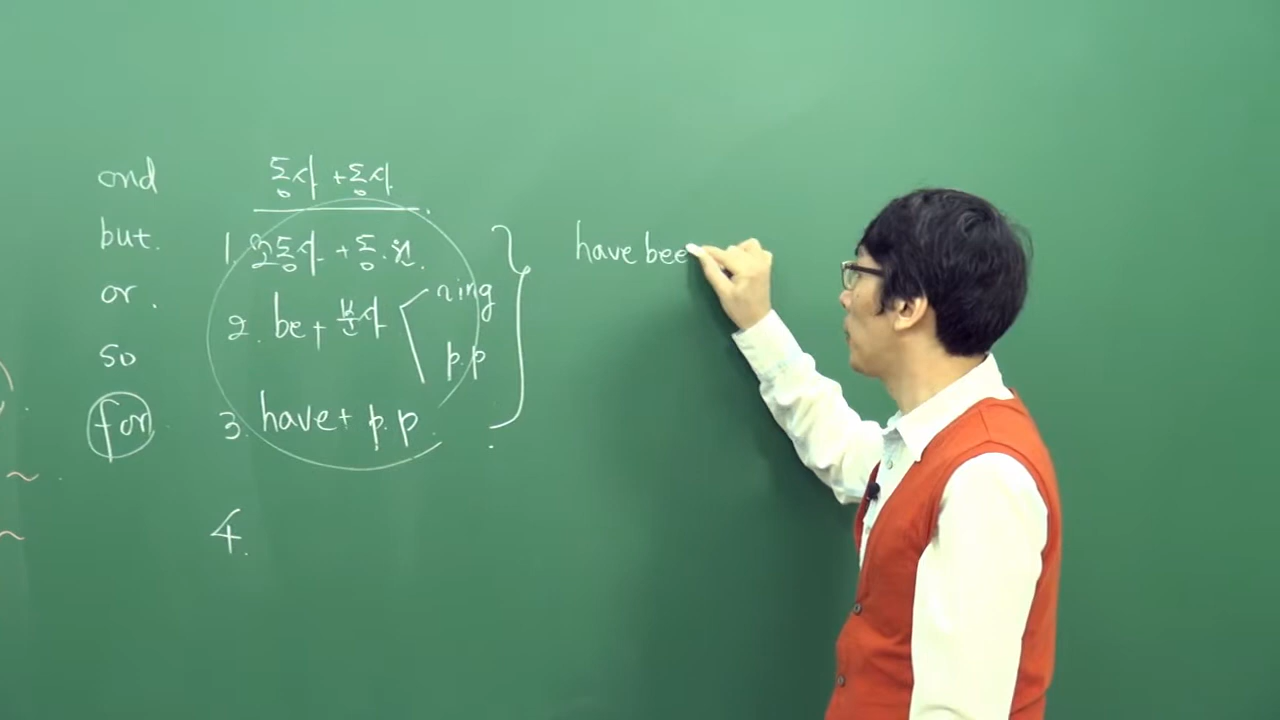 and
but.
or.
so
for
동사 + 동사.
1. 조동사 + 동.원.
2. be + 분사
~ing
p.p
3. have + p.p.
4.
have bee